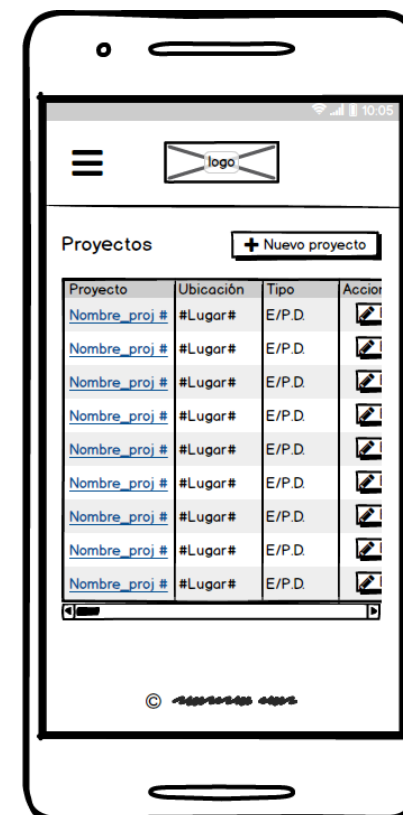 10:05
logo
Proyectos + Nuevo proyecto
Proyecto Ubicación Tipo Accion
Nombre_proj # #Lugar# E/P.D.
Nombre_proj # #Lugar# E/P.D.
Nombre_proj # #Lugar# E/P.D.
Nombre_proj # #Lugar# E/P.D.
Nombre_proj # #Lugar# E/P.D.
Nombre_proj # #Lugar# E/P.D.
Nombre_proj # #Lugar# E/P.D.
Nombre_proj # #Lugar# E/P.D.
Nombre_proj # #Lugar# E/P.D.
©